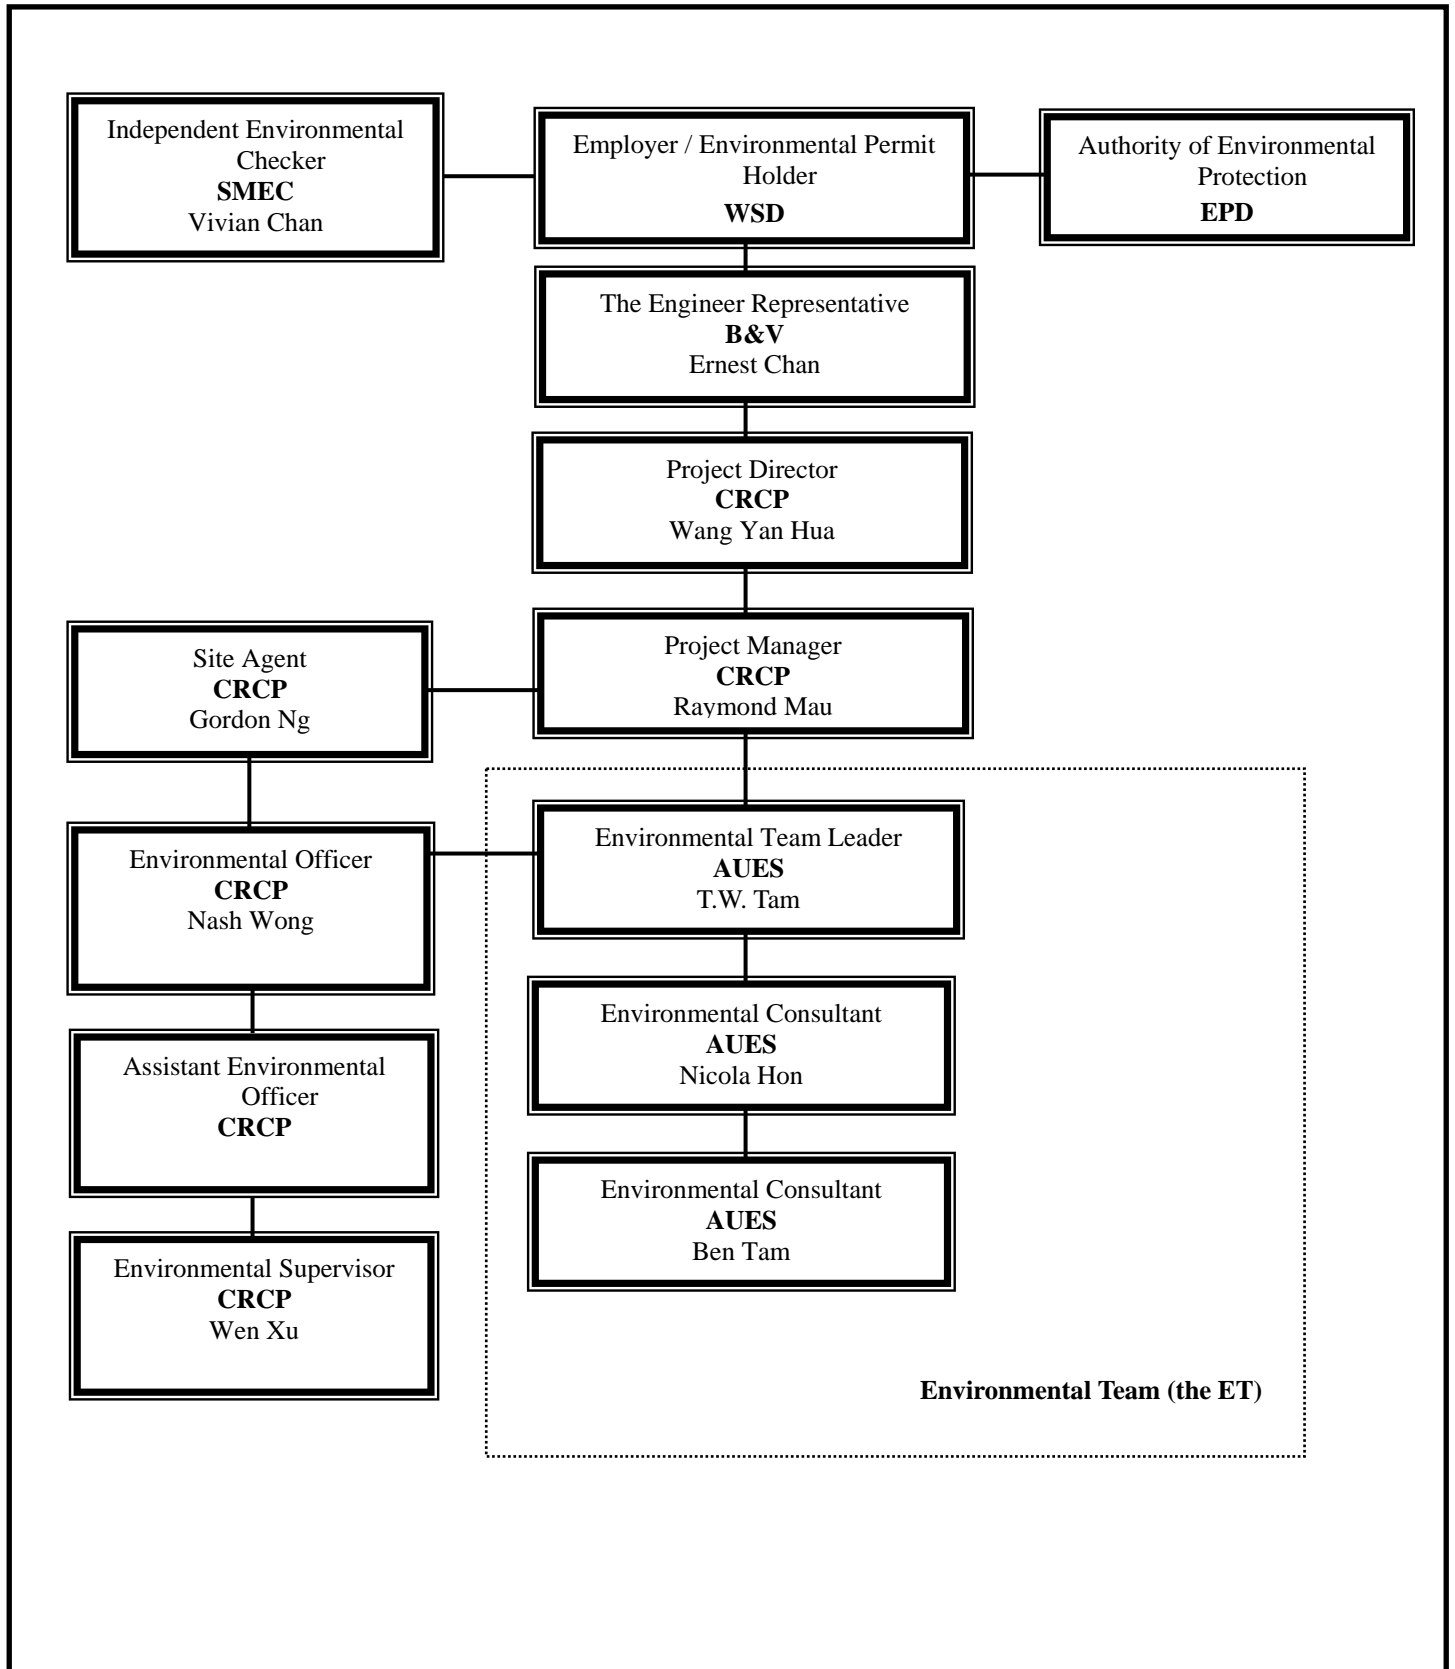 Independent Environmental
Checker
SMEC
Vivian Chan
Employer / Environmental Permit
Holder
WSD
Authority of Environmental
Protection
EPD
The Engineer Representative
B&V
Ernest Chan
Project Director
CRCP
Wang Yan Hua
Site Agent
CRCP
Gordon Ng
Project Manager
CRCP
Raymond Mau
Environmental Officer
CRCP
Nash Wong
Environmental Team Leader
AUES
T.W. Tam
Assistant Environmental
Officer
CRCP
Environmental Consultant
AUES
Nicola Hon
Environmental Supervisor
CRCP
Wen Xu
Environmental Consultant
AUES
Ben Tam
Environmental Team (the ET)